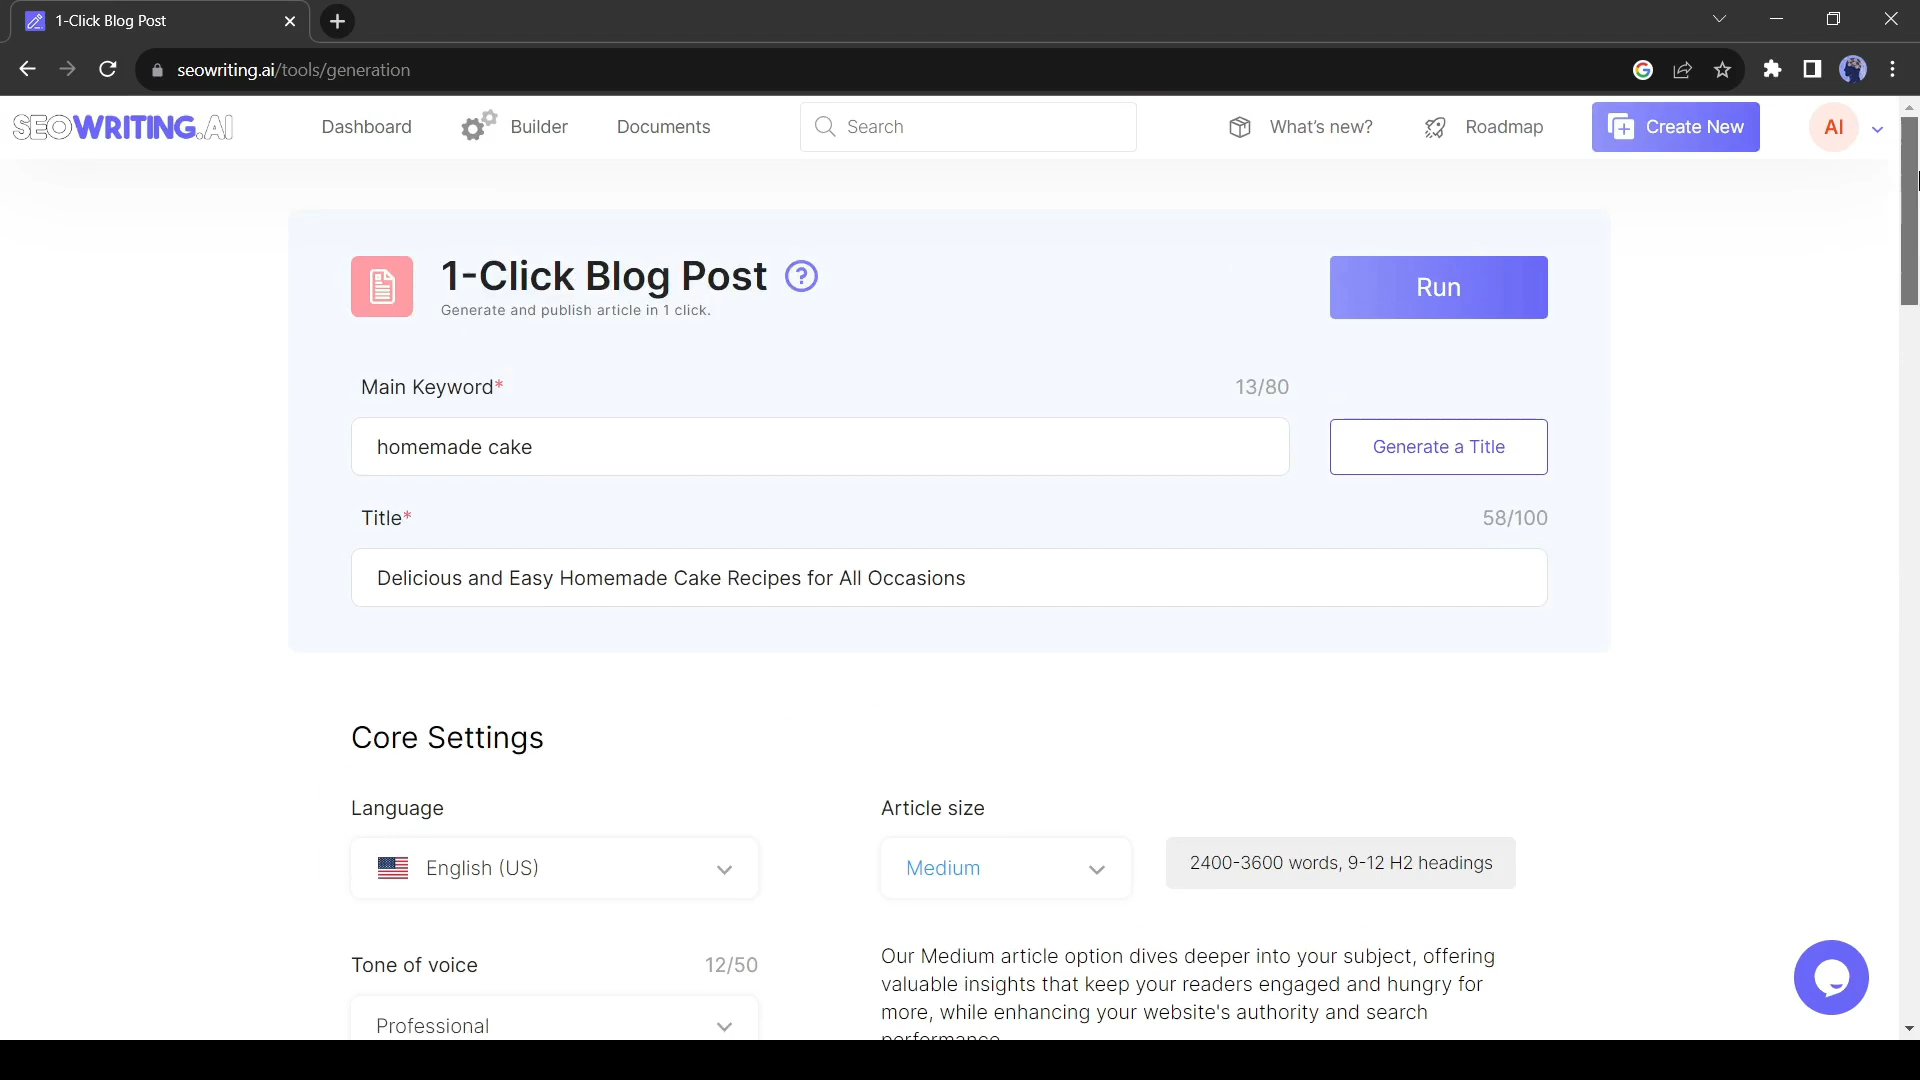 1-Click Blog Post
seowriting.ai/tools/generation
SEOWRITING.AI
Dashboard
Builder
Documents
Search
What's new?
Roadmap
Create New
AI
1-Click Blog Post ?
Generate and publish article in 1 click.
Run
Main Keyword*
13/80
homemade cake
Generate a Title
Title*
58/100
Delicious and Easy Homemade Cake Recipes for All Occasions
Core Settings
Language
Article size
English (US)
Medium
2400-3600 words, 9-12 H2 headings
Tone of voice
12/50
Professional
Our Medium article option dives deeper into your subject, offering
valuable insights that keep your readers engaged and hungry for
more, while enhancing your website's authority and search
performance